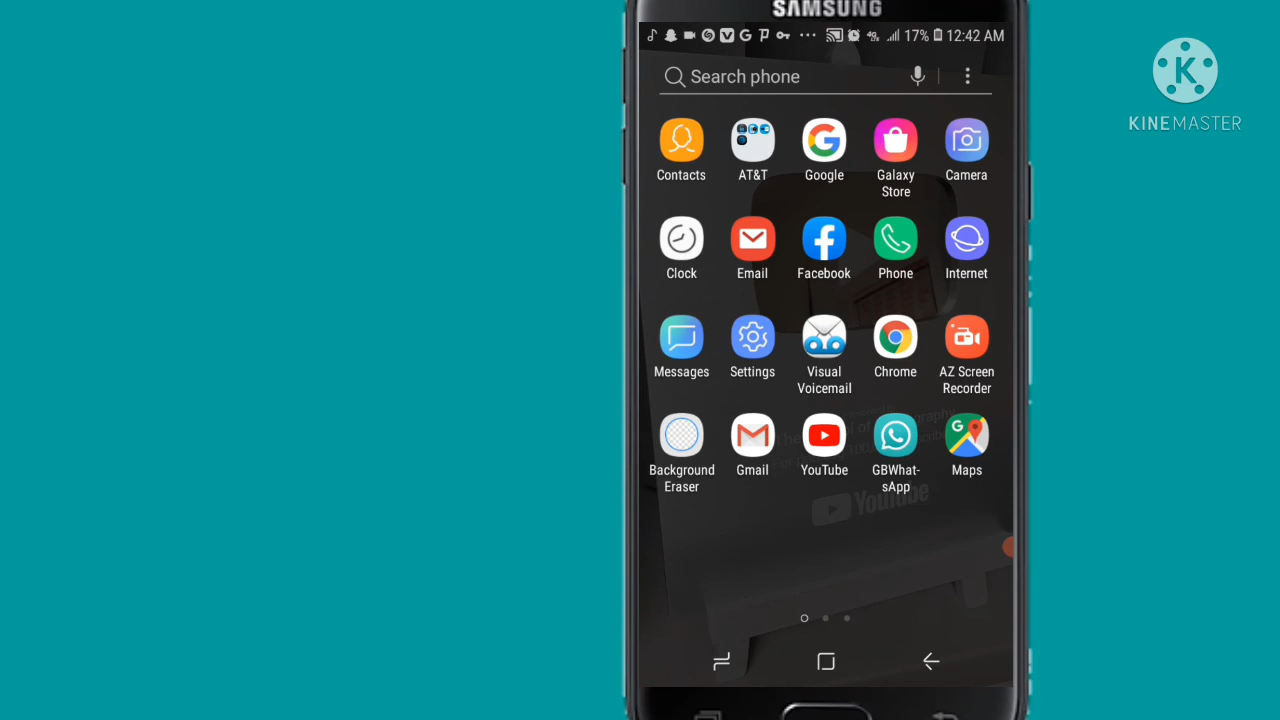 SAMSUNG
17% 12:42 AM
Search phone
KINEMASTER
Contacts
AT&T
Google
Galaxy
Store
Camera
Clock
Email
Facebook
Phone
Internet
Messages
Settings
Visual
Voicemail
Chrome
AZ Screen
Recorder
Background
Eraser
Gmail
YouTube
GBWhat-
sApp
Maps
YouTube